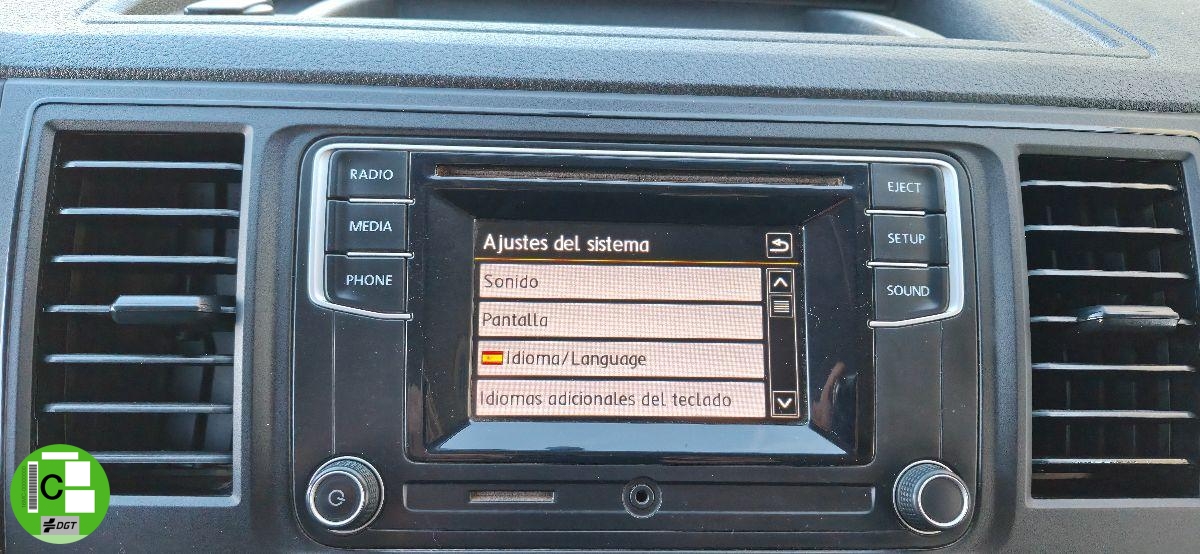 RADIO
MEDIA
PHONE
EJECT
SETUP
SOUND
Ajustes del sistema
Sonido
Pantalla
Idioma/Language
Idiomas adicionales del teclado
C
DGT